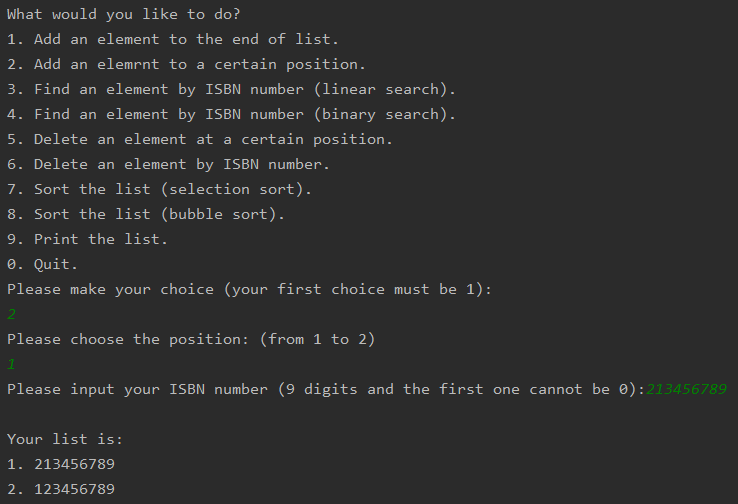 What would you like to do?
1. Add an element to the end of list.
2. Add an elemrnt to a certain position.
3. Find an element by ISBN number (linear search).
4. Find an element by ISBN number (binary search).
5. Delete an element at a certain position.
6. Delete an element by ISBN number.
7. Sort the list (selection sort).
8. Sort the list (bubble sort).
9. Print the list.
0. Quit.
Please make your choice (your first choice must be 1):
2
Please choose the position: (from 1 to 2)
1
Please input your ISBN number (9 digits and the first one cannot be 0):213456789
Your list is:
1. 213456789
2. 123456789